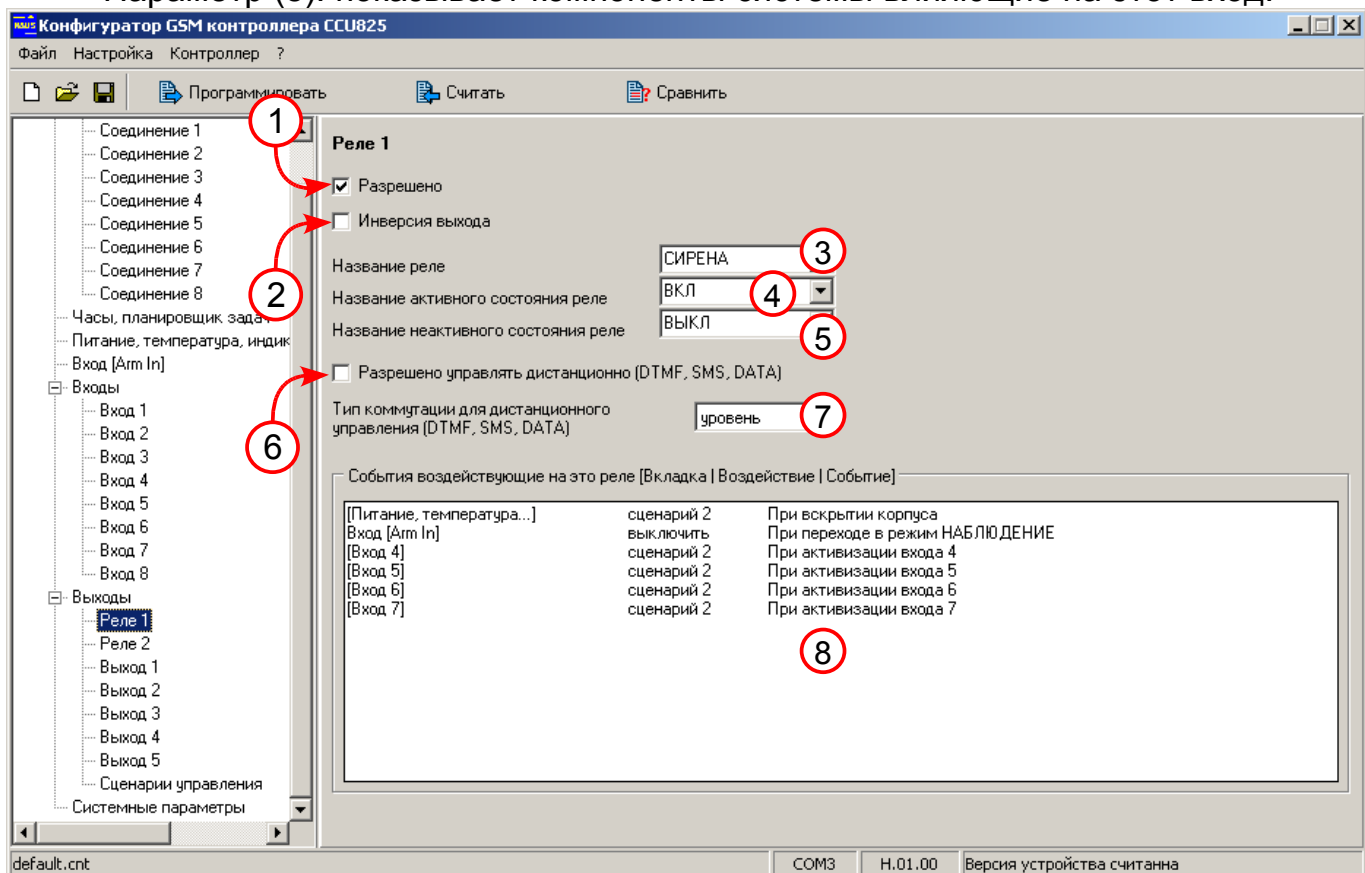 Параметр (8): показывает компоненты системы влияющие на этот вход.
Конфигуратор GSM контроллера CCU825
Файл Настройка Контроллер ?
Программировать Считать Сравнить
Соединение 1
Соединение 2
Соединение 3
Соединение 4
Соединение 5
Соединение 6
Соединение 7
Соединение 8
Часы, планировщик задач
Питание, температура, индик
Вход [Arm In]
Входы
Вход 1
Вход 2
Вход 3
Вход 4
Вход 5
Вход 6
Вход 7
Вход 8
Выходы
Реле 1
Реле 2
Выход 1
Выход 2
Выход 3
Выход 4
Выход 5
Сценарии управления
Системные параметры
Реле 1
1
Разрешено
2
Инверсия выхода
Название реле СИРЕНА 3
Название активного состояния реле ВКЛ 4
Название неактивного состояния реле ВЫКЛ 5
6
Разрешено управлять дистанционно (DTMF, SMS, DATA)
Тип коммутации для дистанционного
управления (DTMF, SMS, DATA) уровень 7
События воздействующие на это реле [Вкладка | Воздействие | Событие]
[Питание, температура...] сценарий 2 При вскрытии корпуса
Вход [Arm In] выключить При переходе в режим НАБЛЮДЕНИЕ
[Вход 4] сценарий 2 При активизации входа 4
[Вход 5] сценарий 2 При активизации входа 5
[Вход 6] сценарий 2 При активизации входа 6
[Вход 7] сценарий 2 При активизации входа 7
8
default.cnt COM3 H.01.00 Версия устройства считанна